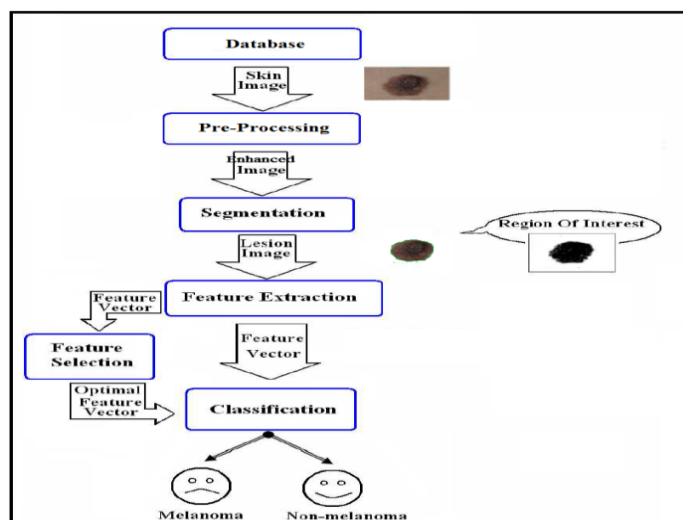 Database
Skin
Image
Pre-Processing
Enhanced
Image
Segmentation
Region Of Interest
Lesion
Image
Feature Extraction
Feature
Vector
Feature
Selection
Feature
Vector
Optimal
Feature
Vector
Classification
Melanoma
Non-melanoma